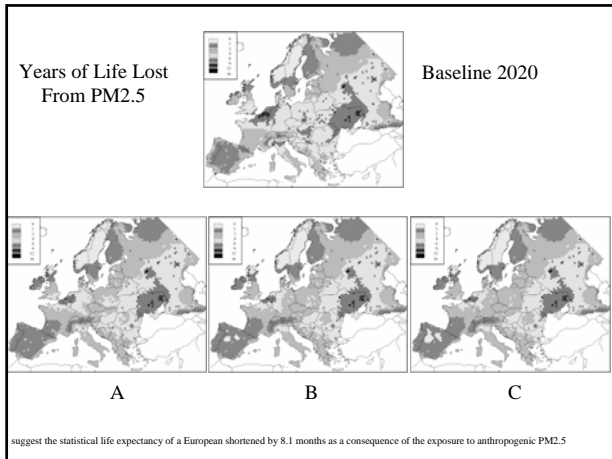 Years of Life Lost
From PM2.5
Baseline 2020
A
B
C
suggest the statistical life expectancy of a European shortened by 8.1 months as a consequence of the exposure to anthropogenic PM2.5